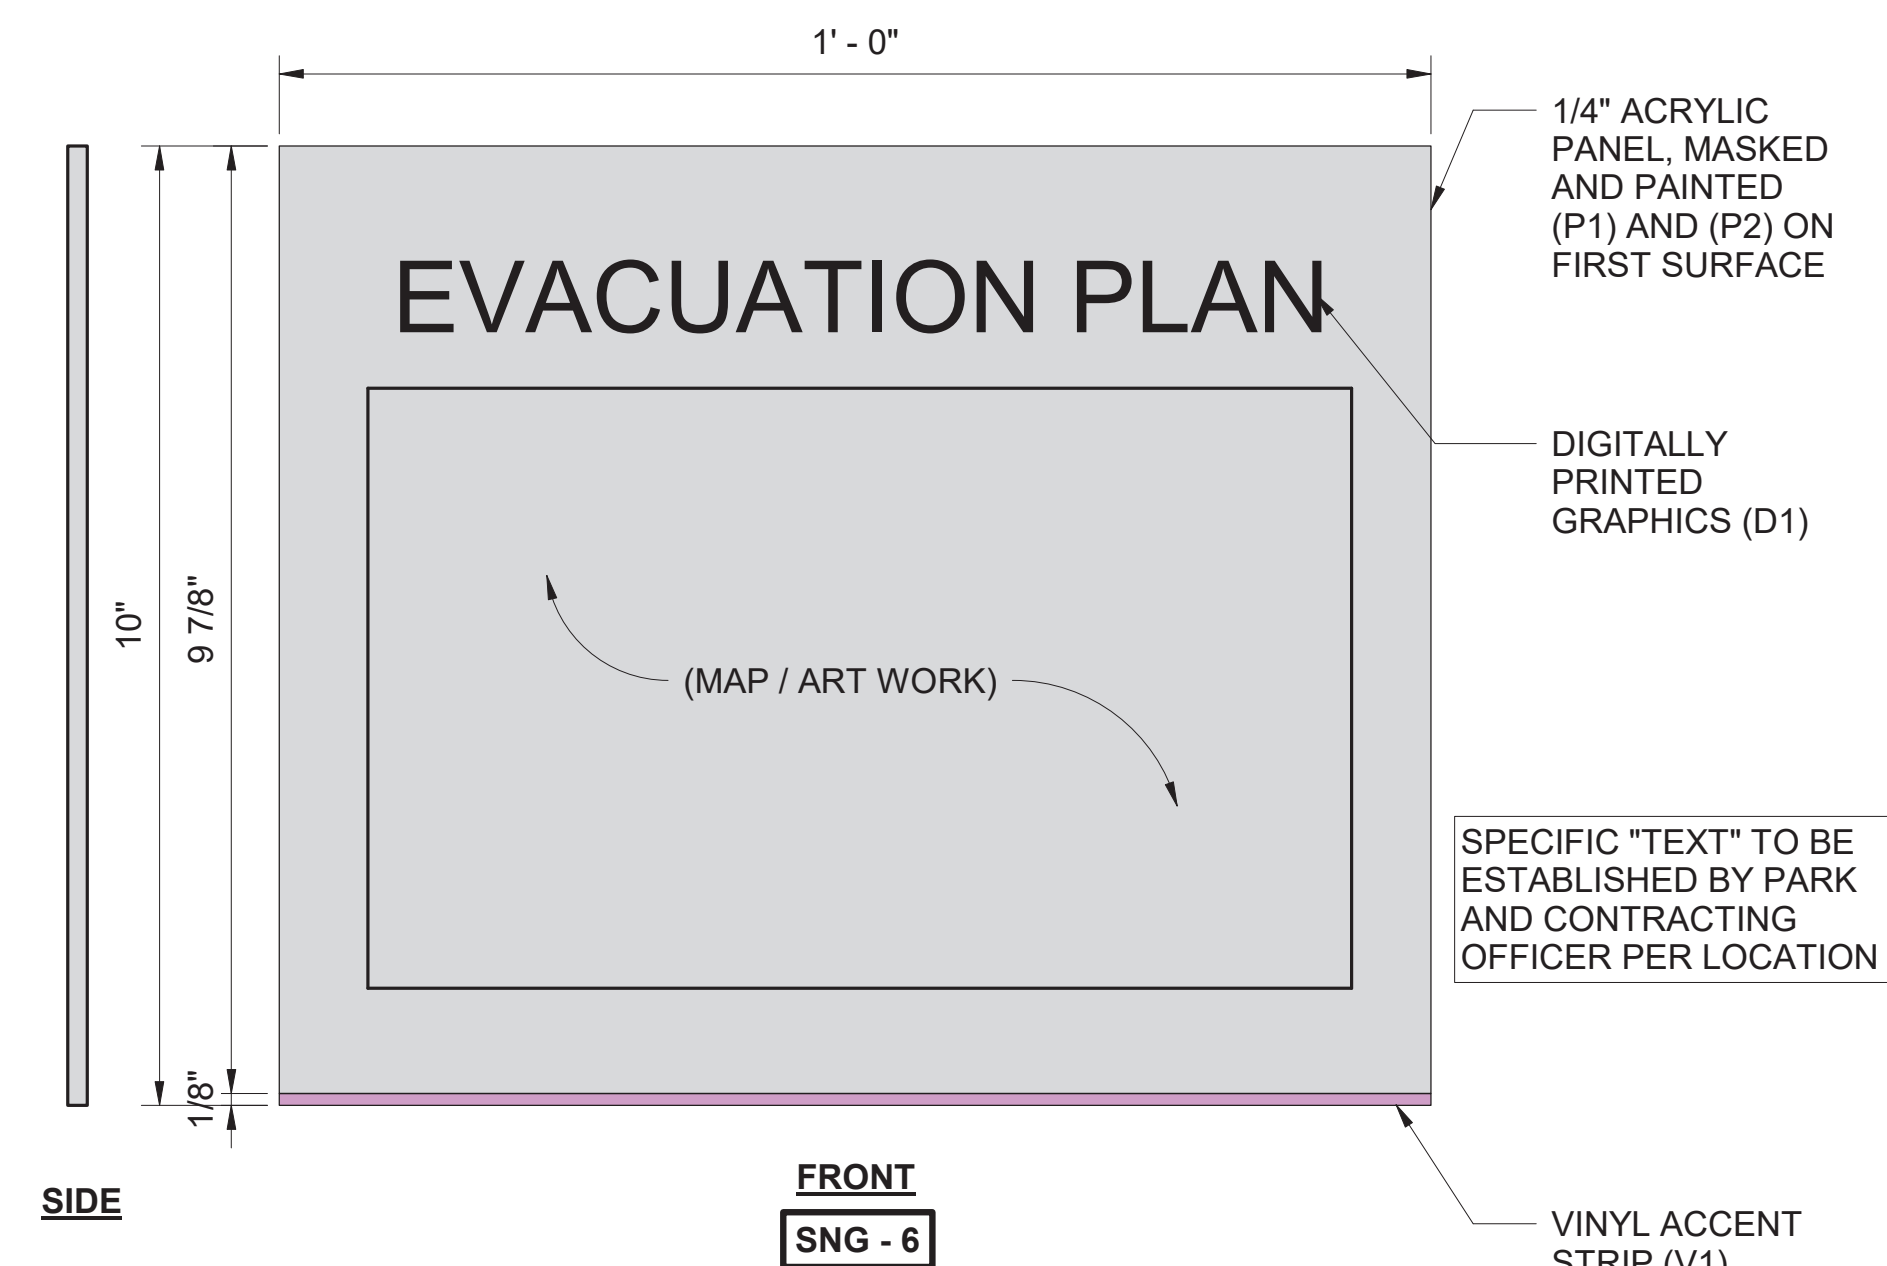 1' - 0"
1/4" ACRYLIC
PANEL, MASKED
AND PAINTED
(P1) AND (P2) ON
FIRST SURFACE
EVACUATION PLAN
DIGITALLY
PRINTED
GRAPHICS (D1)
10"
9 7/8"
(MAP / ART WORK)
SPECIFIC "TEXT" TO BE
ESTABLISHED BY PARK
AND CONTRACTING
OFFICER PER LOCATION
1/8"
SIDE
FRONT
SNG - 6
VINYL ACCENT
STRIP (V1)